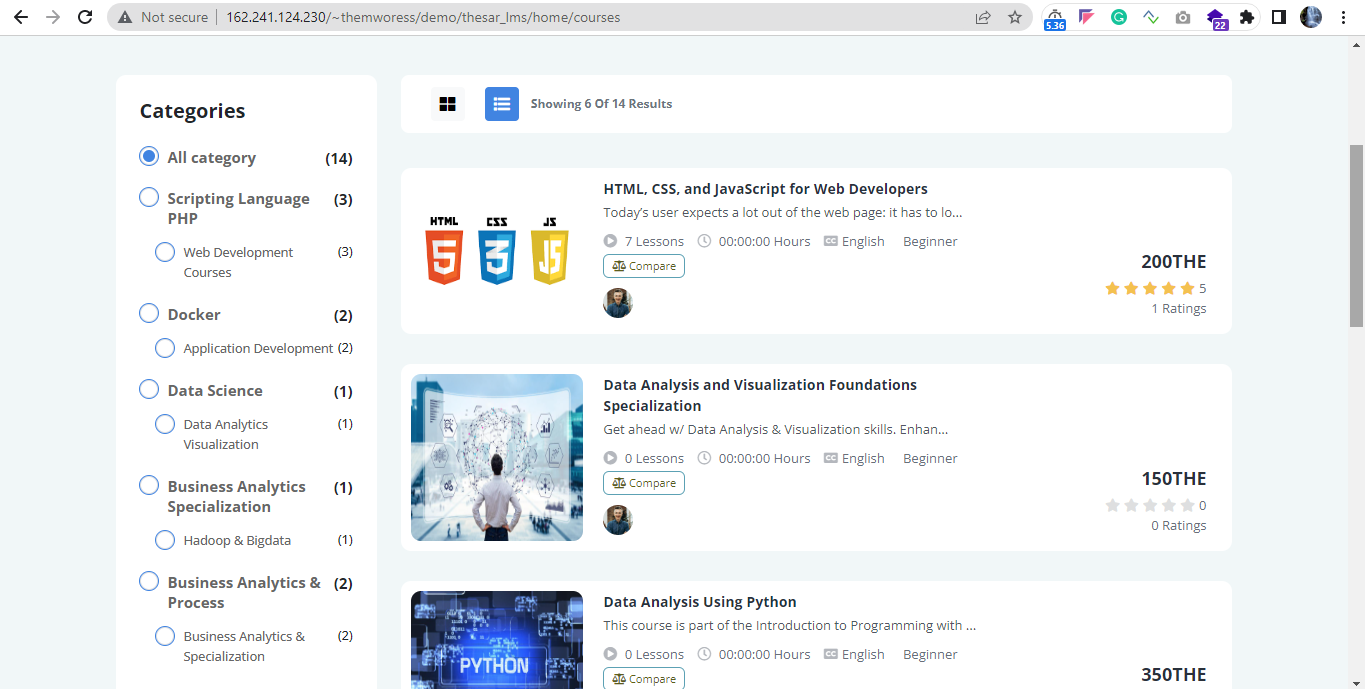 Not secure | 162.241.124.230/~themworess/demo/thesar_lms/home/courses
5.36
22
Categories
All category (14)
Scripting Language PHP (3)
Web Development Courses (3)
Docker (2)
Application Development (2)
Data Science (1)
Data Analytics Visualization (1)
Business Analytics Specialization (1)
Hadoop & Bigdata (1)
Business Analytics & Process (2)
Business Analytics & Specialization (2)
Showing 6 Of 14 Results
HTML CSS JS
5 3 JS
HTML, CSS, and JavaScript for Web Developers
Today's user expects a lot out of the web page: it has to lo...
7 Lessons 00:00:00 Hours CC English Beginner
Compare
200THE
5
1 Ratings
Data Analysis and Visualization Foundations
Specialization
Get ahead w/ Data Analysis & Visualization skills. Enhan...
0 Lessons 00:00:00 Hours CC English Beginner
Compare
150THE
0
0 Ratings
PYTHON
Data Analysis Using Python
This course is part of the Introduction to Programming with ...
0 Lessons 00:00:00 Hours CC English Beginner
Compare
350THE